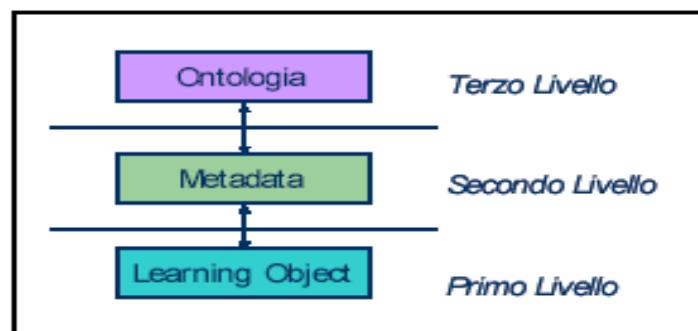 Ontologia
Terzo Livello
Metadata
Secondo Livello
Learning Object
Primo Livello